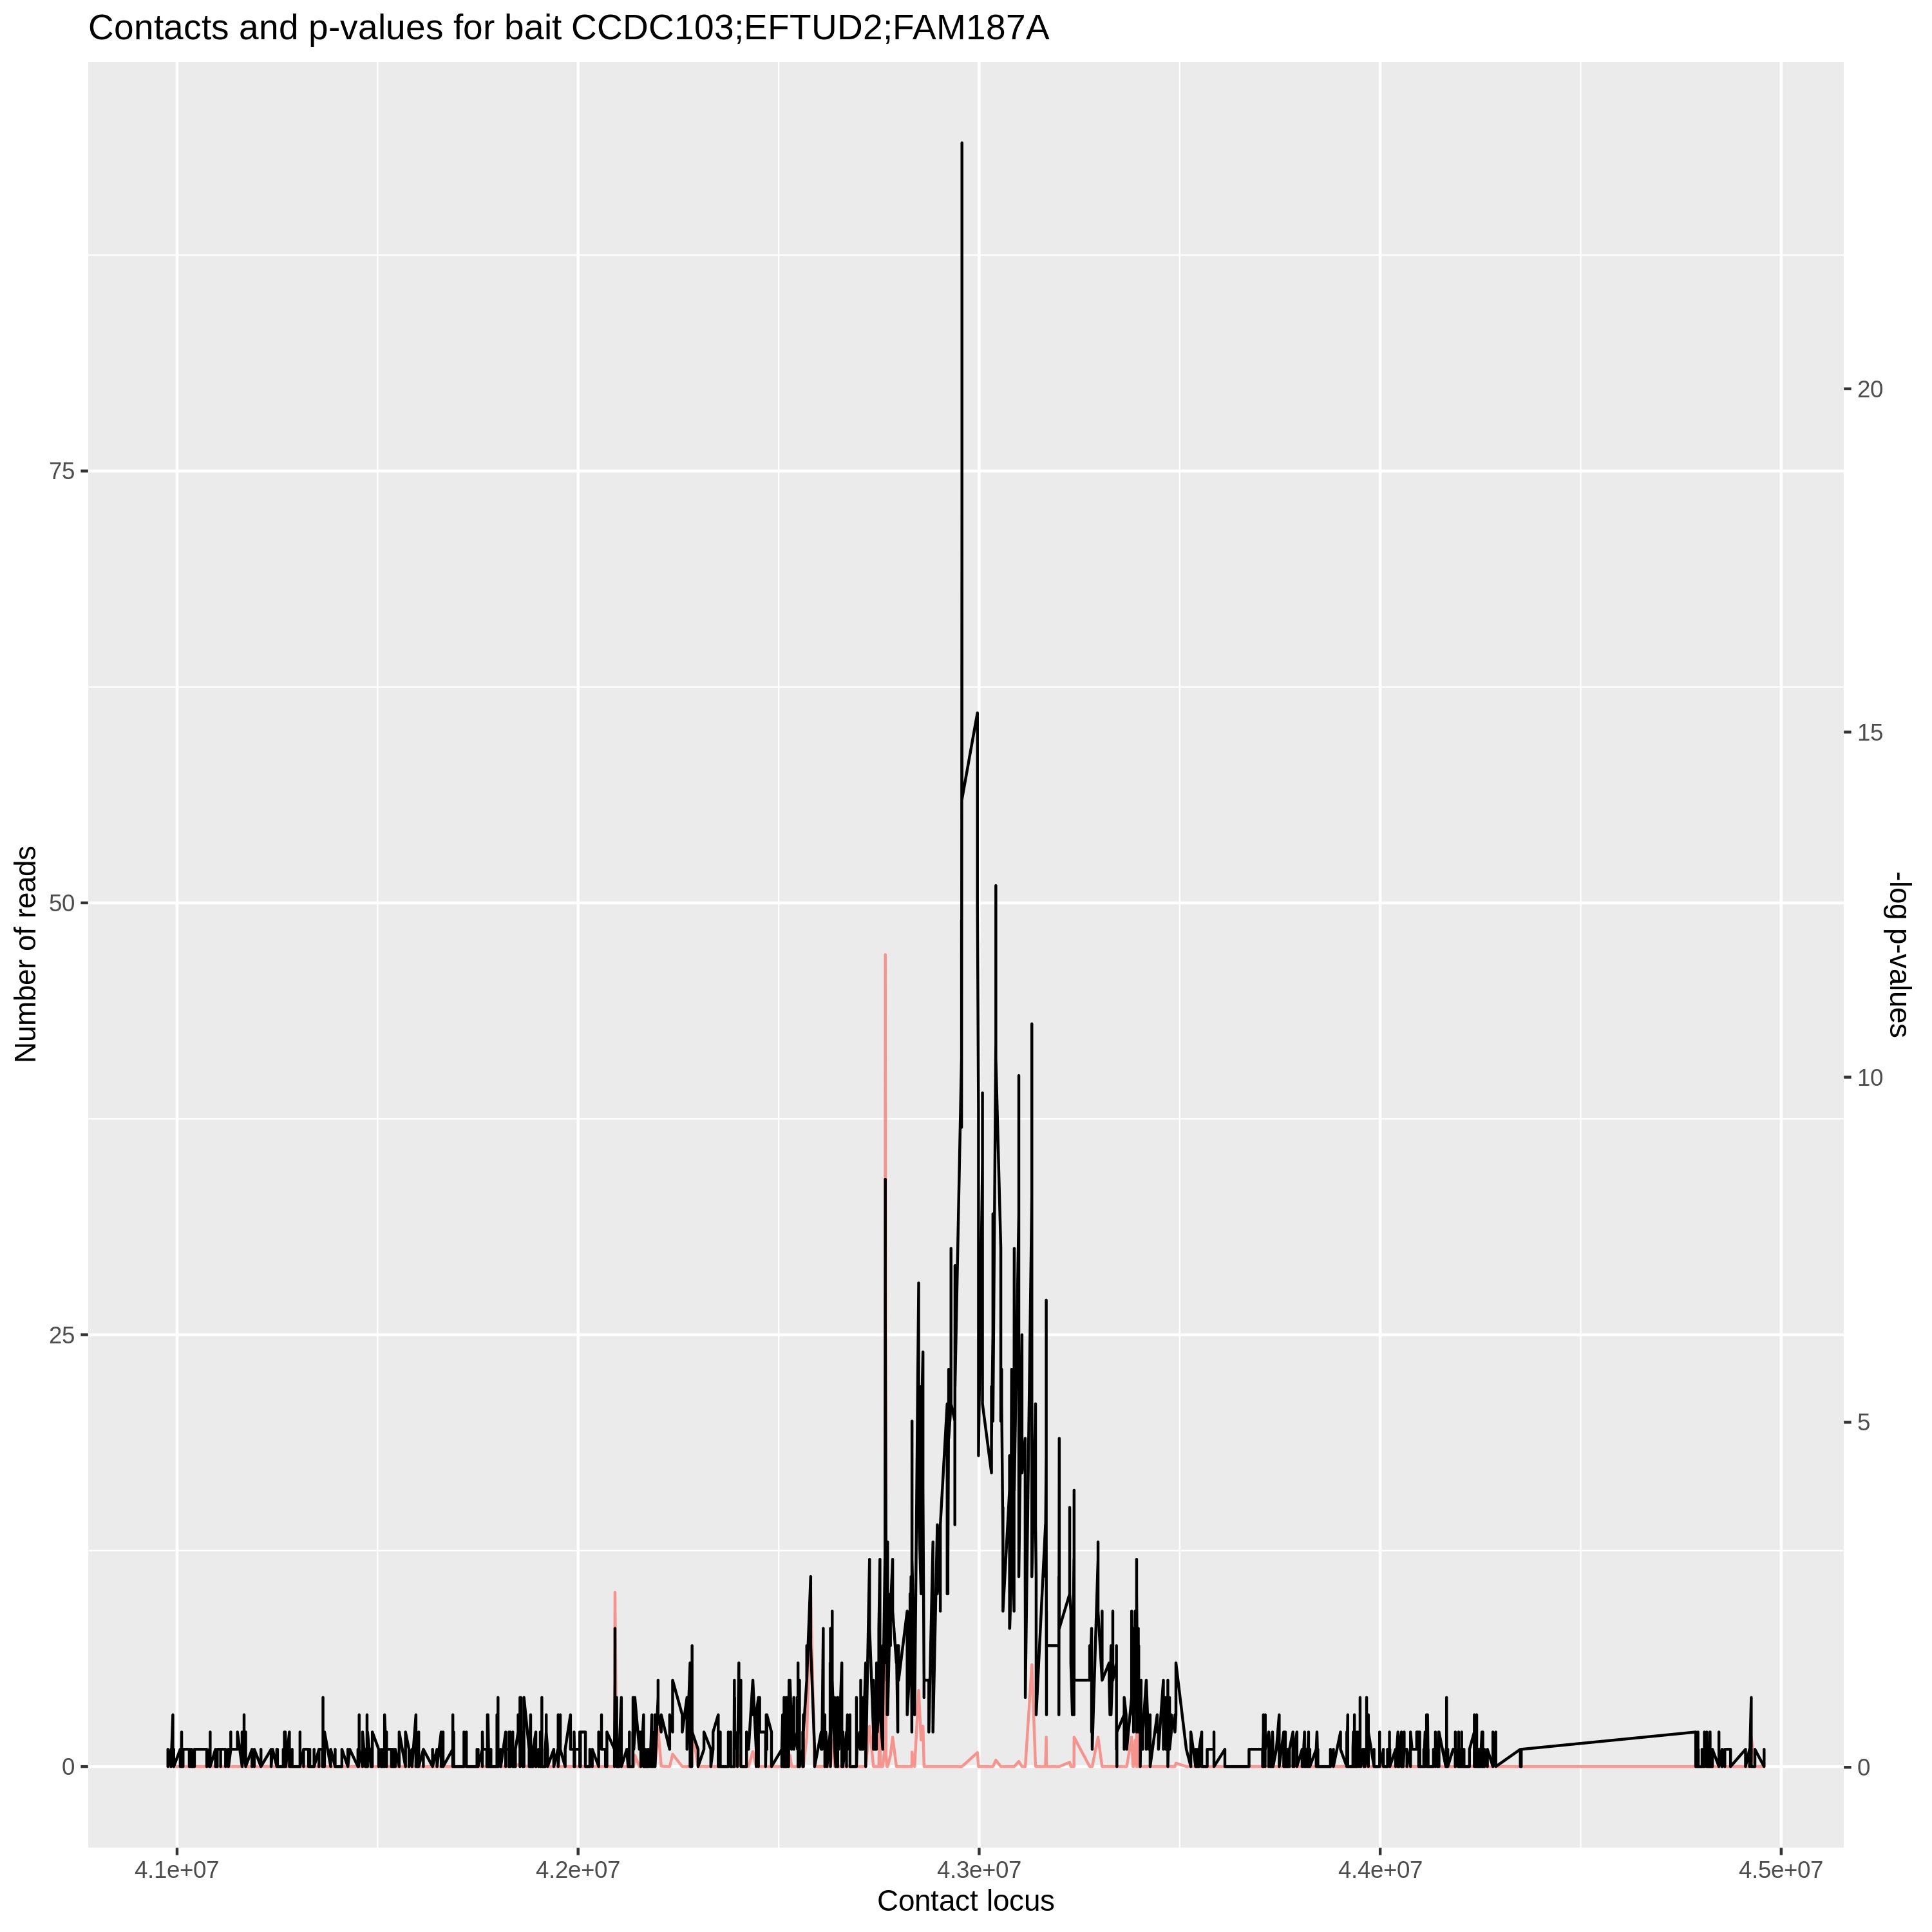 Contacts and p-values for bait CCDC103;EFTUD2;FAM187A
75
50
25
0
Number of reads
20
15
10
5
0
-log p-values
4.1e+07
4.2e+07
4.3e+07
4.4e+07
4.5e+07
Contact locus